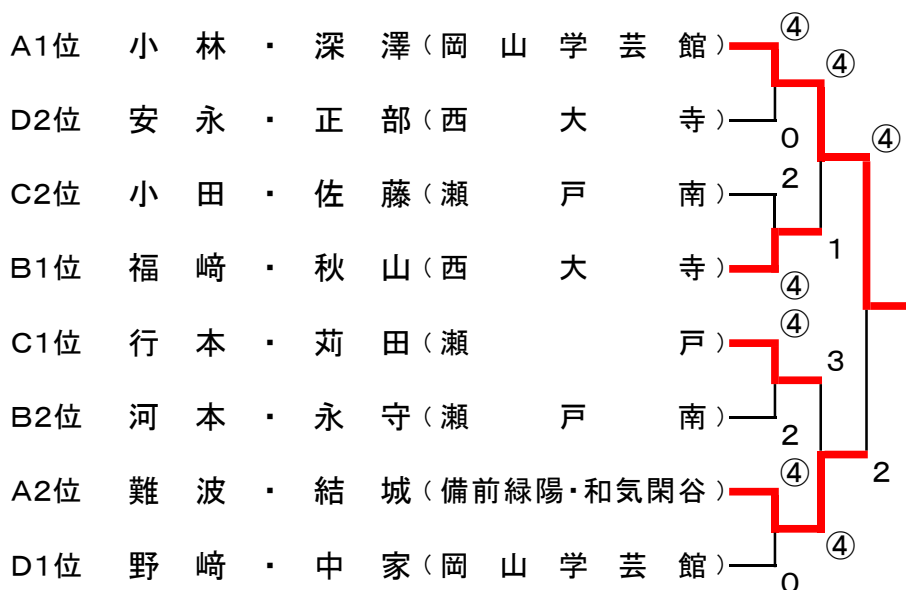 ④
A1位 小林・深澤(岡山学芸館)
④
D2位 安永・正部(西大寺)
0
④
2
C2位 小田・佐藤(瀬戸南)
1
B1位 福﨑・秋山(西大寺)
④
④
C1位 行本・苅田(瀬戸)
3
B2位 河本・永守(瀬戸南)
2
④
2
A2位 難波・結城(備前緑陽・和気閑谷)
④
D1位 野﨑・中家(岡山学芸館)
0